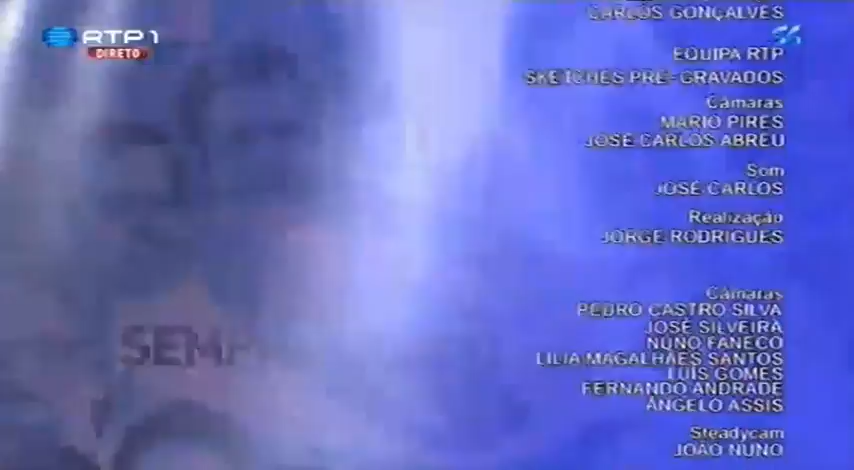 RTP1
DIRETO
CARLOS GONÇALVES
EQUIPA RTP
SKETCHES PRÉ-GRAVADOS
Câmaras
MÁRIO PIRES
JOSÉ CARLOS ABREU
Som
JOSÉ CARLOS
Realização
JORGE RODRIGUES
Câmaras
PEDRO CASTRO SILVA
JOSÉ SILVEIRA
NUNO FANECO
LÍLIA MAGALHÃES SANTOS
LUÍS GOMES
FERNANDO ANDRADE
ÂNGELO ASSIS
Steadycam
JOÃO NUNO